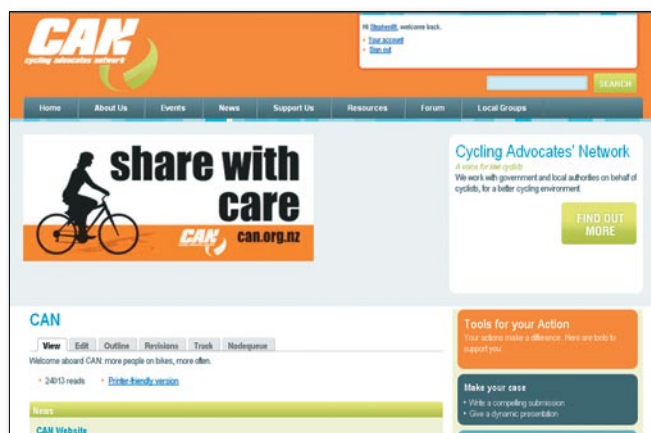 CAN
cycling advocates network
Hi StephenR, welcome back.
Your account
Sign out
SEARCH
Home About Us Events News Support Us Resources Forum Local Groups
share with
care
CAN can.org.nz
Cycling Advocates' Network
A voice for kiwi cyclists
We work with government and local authorities on behalf of
cyclists, for a better cycling environment
FIND OUT
MORE
CAN
View Edit Outline Revisions Track Nodequeue
Welcome aboard CAN: more people on bikes, more often.
24013 reads Printer-friendly version
News
CAN Website
Tools for your Action
Your actions make a difference. Here are tools to
support you
Make your case
Write a compelling submission
Give a dynamic presentation